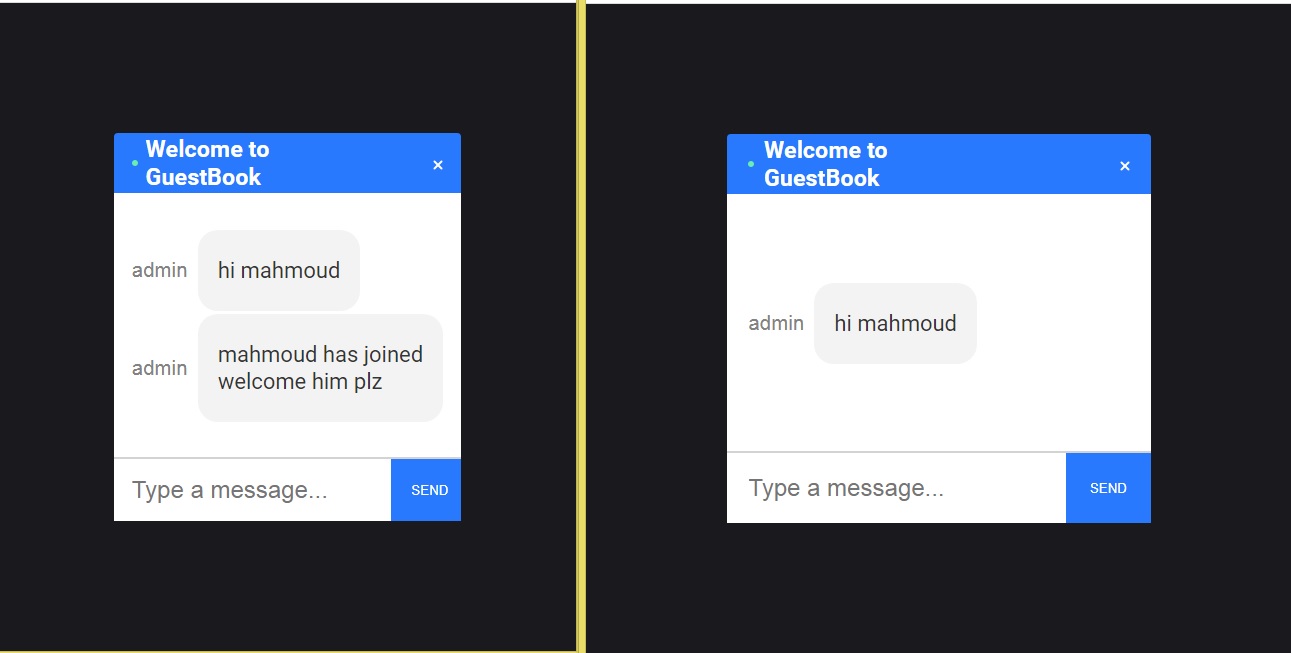 Welcome to
GuestBook
×
admin
hi mahmoud
admin
mahmoud has joined
welcome him plz
Type a message...
SEND
Welcome to
GuestBook
×
admin
hi mahmoud
Type a message...
SEND